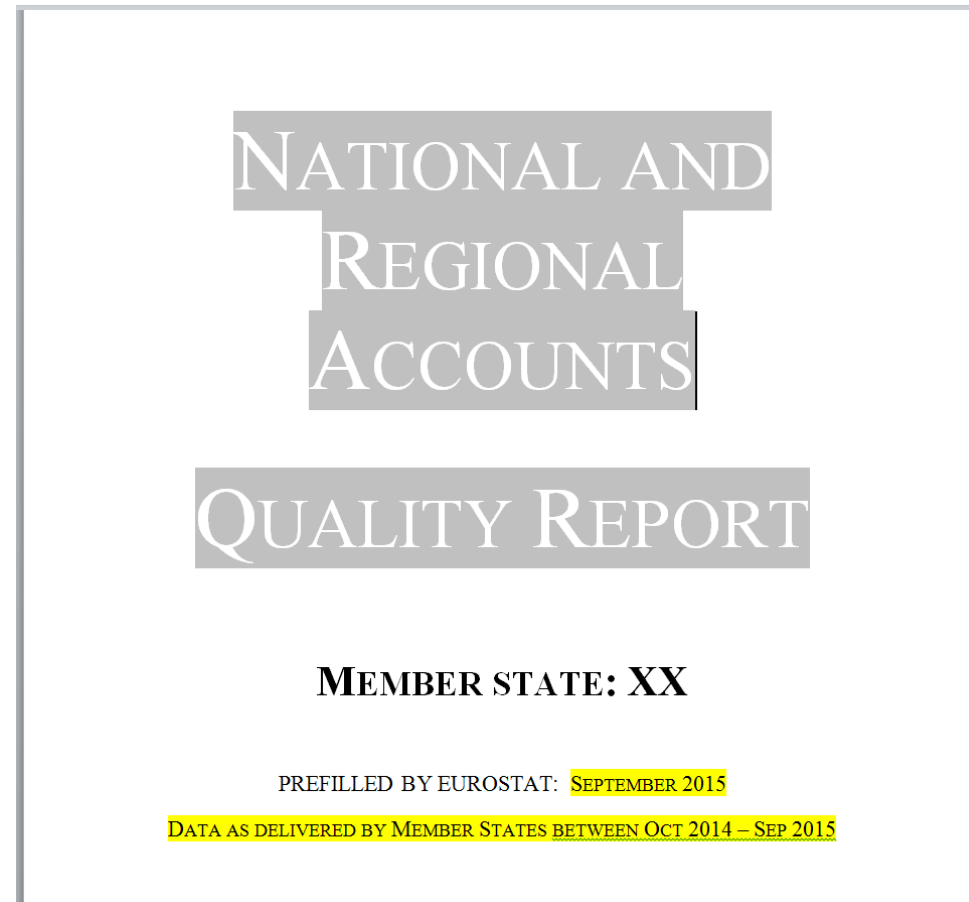 NATIONAL AND
REGIONAL
ACCOUNTS
QUALITY REPORT
MEMBER STATE: XX
PREFILLED BY EUROSTAT: SEPTEMBER 2015
DATA AS DELIVERED BY MEMBER STATES BETWEEN OCT 2014 – SEP 2015